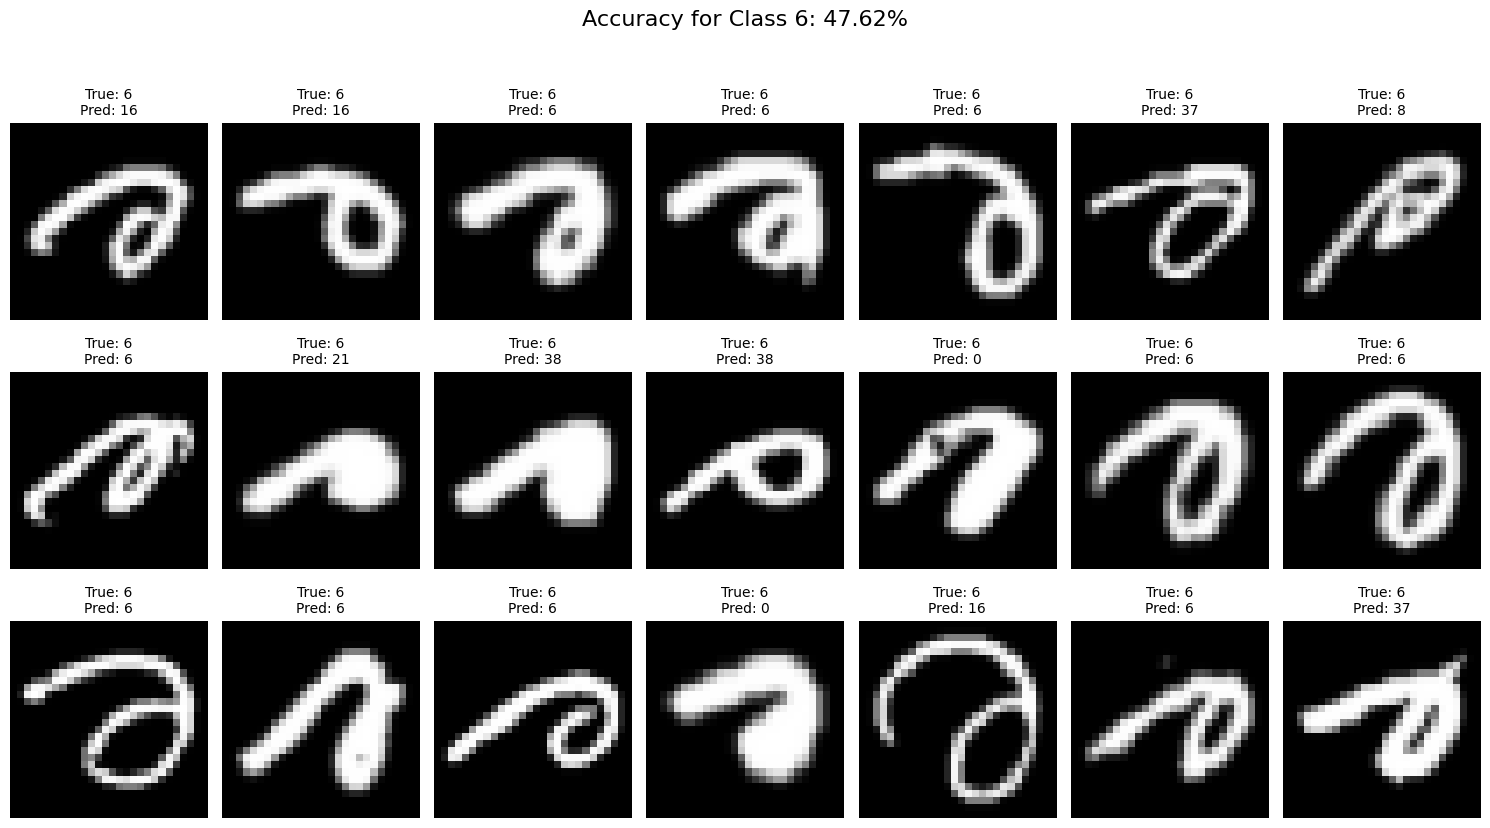 Accuracy for Class 6: 47.62%
True: 6 True: 6 True: 6 True: 6 True: 6 True: 6 True: 6
Pred: 16 Pred: 16 Pred: 6 Pred: 6 Pred: 6 Pred: 37 Pred: 8
True: 6 True: 6 True: 6 True: 6 True: 6 True: 6 True: 6
Pred: 6 Pred: 21 Pred: 38 Pred: 38 Pred: 0 Pred: 6 Pred: 6
True: 6 True: 6 True: 6 True: 6 True: 6 True: 6 True: 6
Pred: 6 Pred: 6 Pred: 6 Pred: 0 Pred: 16 Pred: 6 Pred: 37